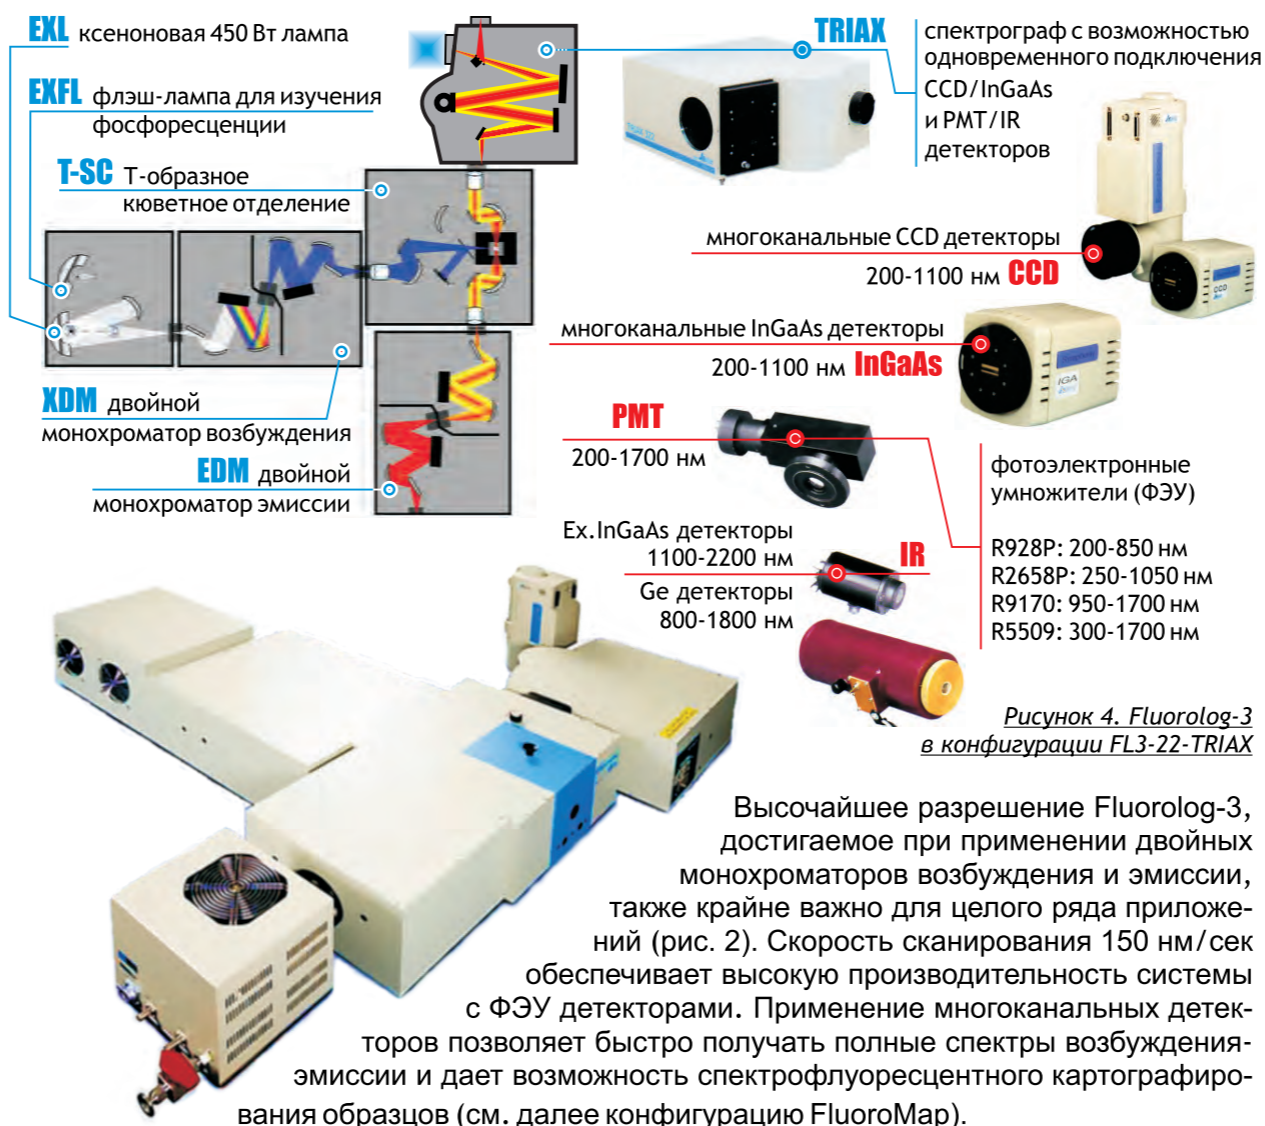 EXL ксеноновая 450 Вт лампа
EXFL флэш-лампа для изучения
фосфоресценции
T-SC Т-образное
кюветное отделение
XDM двойной
монохроматор возбуждения
EDM двойной
монохроматор эмиссии
TRIAX спектрограф с возможностью
одновременного подключения
CCD/InGaAs
и PMT/IR
детекторов
TRIAX 322
многоканальные CCD детекторы
200-1100 нм CCD
CCD
многоканальные InGaAs детекторы
200-1100 нм InGaAs
IGA
PMT
200-1700 нм
фотоэлектронные
умножители (ФЭУ)
R928P: 200-850 нм
R2658P: 250-1050 нм
R9170: 950-1700 нм
R5509: 300-1700 нм
Ex.InGaAs детекторы
1100-2200 нм
IR
Ge детекторы
800-1800 нм
Рисунок 4. Fluorolog-3
в конфигурации FL3-22-TRIAX
Высочайшее разрешение Fluorolog-3,
достигаемое при применении двойных
монохроматоров возбуждения и эмиссии,
также крайне важно для целого ряда приложе-
ний (рис. 2). Скорость сканирования 150 нм/сек
обеспечивает высокую производительность системы
с ФЭУ детекторами. Применение многоканальных детек-
торов позволяет быстро получать полные спектры возбуждения-
эмиссии и дает возможность спектрофлуоресцентного картографиро-
вания образцов (см. далее конфигурацию FluoroMap).